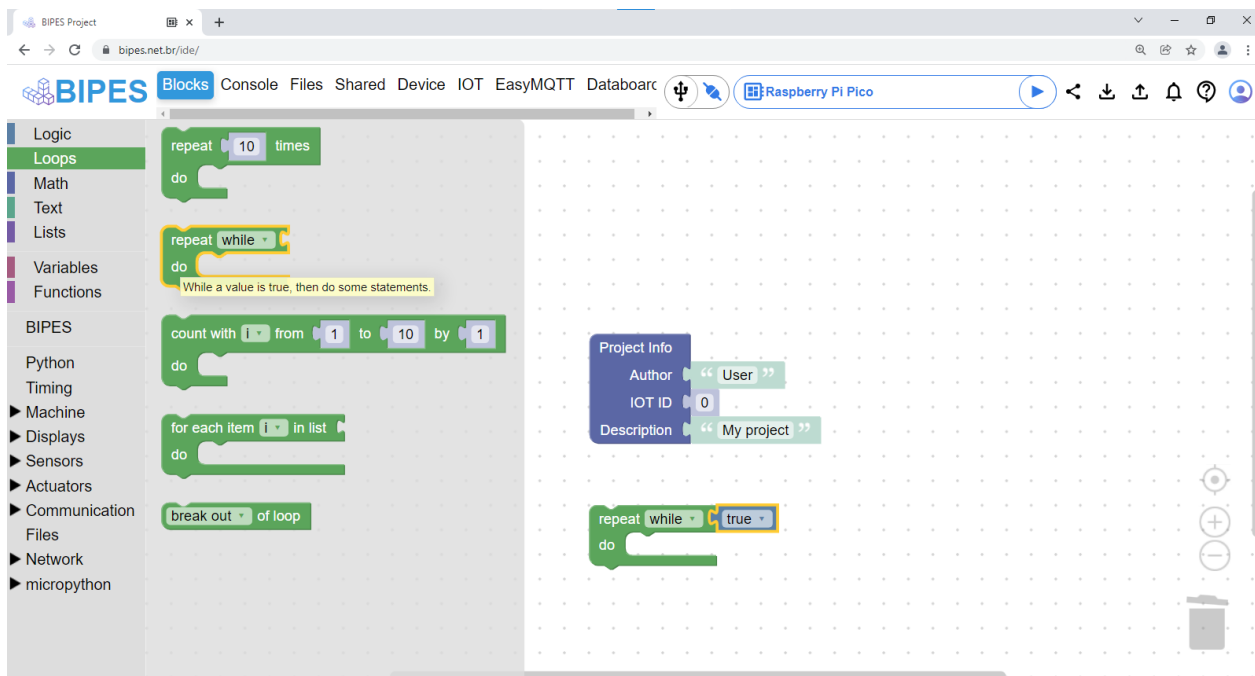 BIPES Project
bipes.net.br/ide/
BIPES
Blocks Console Files Shared Device IOT EasyMQTT Databoard
Raspberry Pi Pico
Logic
Loops
Math
Text
Lists
Variables
Functions
BIPES
Python
Timing
Machine
Displays
Sensors
Actuators
Communication
Files
Network
micropython
repeat 10 times
do
repeat while
do
While a value is true, then do some statements.
count with i from 1 to 10 by 1
do
for each item i in list
do
break out of loop
Project Info
Author “ User ”
IOT ID 0
Description “ My project ”
repeat while true
do